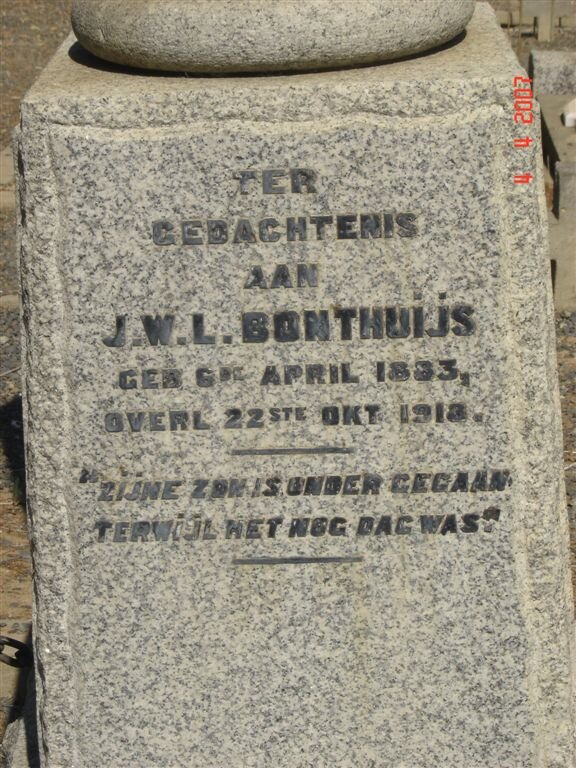 TER
GEDACHTENIS
AAN
J.W.L. BONTHUIJS
GEB 6DE APRIL 1883,
OVERL 22STE OKT 1918.
"ZIJNE ZON IS ONDER GEGAAN
TERWIJL HET NOG DAG WAS."
4 4 2007